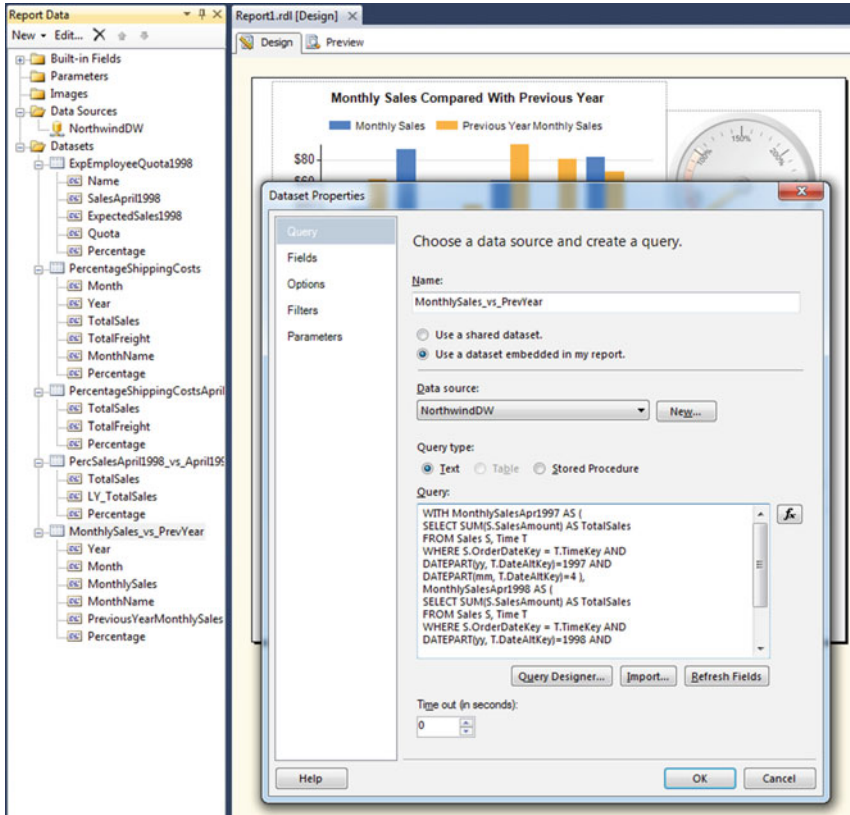 Report Data
New Edit...
Built-in Fields
Parameters
Images
Data Sources
NorthwindDW
Datasets
ExpEmployeeQuota1998
Name
SalesApril1998
ExpectedSales1998
Quota
Percentage
PercentageShippingCosts
Month
Year
TotalSales
TotalFreight
MonthName
Percentage
PercentageShippingCostsApril
TotalSales
TotalFreight
Percentage
PercSalesApril1998_vs_April199
TotalSales
LY_TotalSales
Percentage
MonthlySales_vs_PrevYear
Year
Month
MonthlySales
MonthName
PreviousYearMonthlySales
Percentage
Report1.rdl [Design]
Design Preview
Monthly Sales Compared With Previous Year
Monthly Sales Previous Year Monthly Sales
$80
$60
100% 150% 200%
Dataset Properties
Query
Fields
Options
Filters
Parameters
Choose a data source and create a query.
Name:
MonthlySales_vs_PrevYear
Use a shared dataset.
Use a dataset embedded in my report.
Data source:
NorthwindDW New...
Query type:
Text Table Stored Procedure
Query:
WITH MonthlySalesApr1997 AS (
SELECT SUM(S.SalesAmount) AS TotalSales
FROM Sales S, Time T
WHERE S.OrderDateKey = T.TimeKey AND
DATEPART(yy, T.DateAltKey)=1997 AND
DATEPART(mm, T.DateAltKey)=4 ),
MonthlySalesApr1998 AS (
SELECT SUM(S.SalesAmount) AS TotalSales
FROM Sales S, Time T
WHERE S.OrderDateKey = T.TimeKey AND
DATEPART(yy, T.DateAltKey)=1998 AND
fx
Query Designer... Import... Refresh Fields
Time out (in seconds):
0
Help OK Cancel